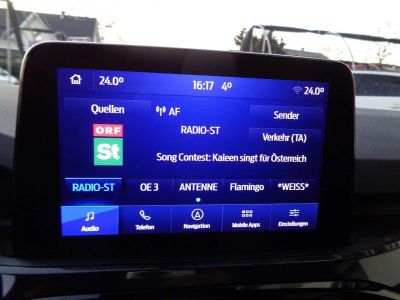 24.0° 16:17 4° 24.0°
Quellen AF Sender
ORF RADIO-ST Verkehr (TA)
St
Song Contest: Kaleen singt für Österreich
RADIO-ST OE 3 ANTENNE Flamingo *WEISS*
Audio Telefon Navigation Mobile Apps Einstellungen